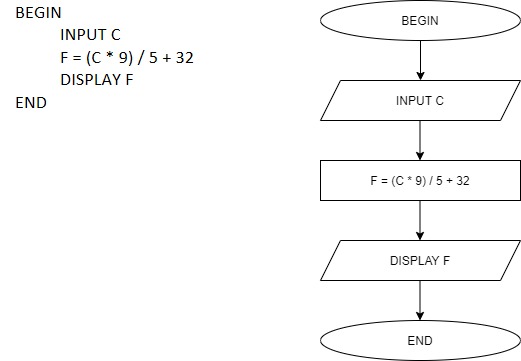 BEGIN
INPUT C
F = (C * 9) / 5 + 32
DISPLAY F
END
BEGIN
INPUT C
F = (C * 9) / 5 + 32
DISPLAY F
END